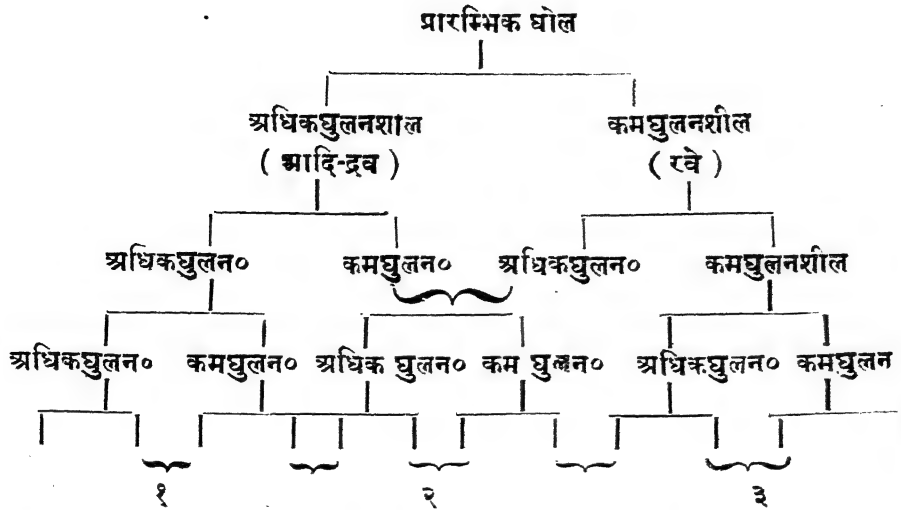 प्रारम्भिक घोल
अधिकघुलनशील कमघुलनशील
( आदि-द्रव ) ( रवे )
अधिकघुलन० कमघुलन० अधिकघुलन० कमघुलनशील
अधिकघुलन० कमघुलन० अधिक घुलन० कम घुलन० अधिकघुलन० कमघुलन
१ २ ३